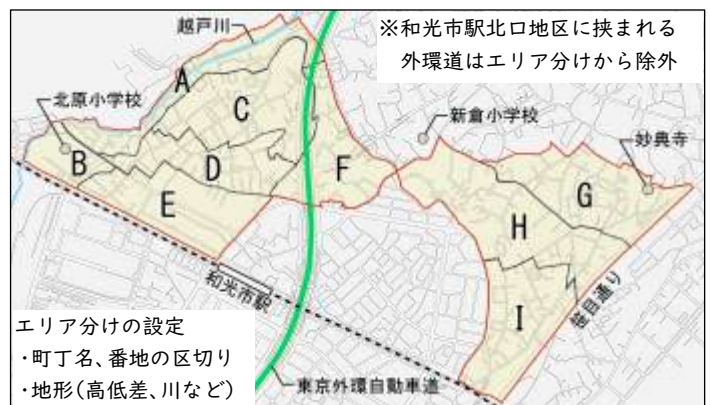 越戸川
※和光市駅北口地区に挟まれる
外環道はエリア分けから除外
北原小学校
A
C
新倉小学校
妙典寺
B
D
F
G
E
H
I
和光市駅
笹目通り
エリア分けの設定
・町丁名、番地の区切り
・地形(高低差、川など)
東京外環自動車道